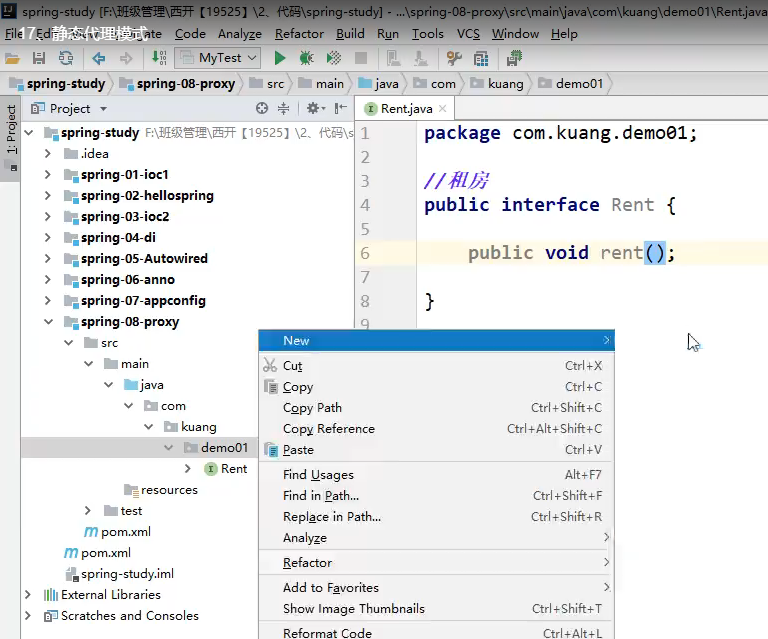 spring-study [F:\班级管理\西开【19525】\2、代码\spring-study] - ...\spring-08-proxy\src\main\java\com\kuang\demo01\Rent.java
17、静态代理模式
Code Analyze Refactor Build Run Tools VCS Window Help
MyTest
spring-study spring-08-proxy src main java com kuang demo01
1: Project
Project
Rent.java
spring-study F:\班级管理\西开【19525】\2、代码\s
.idea
spring-01-ioc1
spring-02-hellospring
spring-03-ioc2
spring-04-di
spring-05-Autowired
spring-06-anno
spring-07-appconfig
spring-08-proxy
src
main
java
com
kuang
demo01
Rent
resources
test
pom.xml
pom.xml
spring-study.iml
External Libraries
Scratches and Consoles
1 package com.kuang.demo01;
2
3 //租房
4 public interface Rent {
5
6 public void rent();
7
8 }
9
New
Cut Ctrl+X
Copy Ctrl+C
Copy Path Ctrl+Shift+C
Copy Reference Ctrl+Alt+Shift+C
Paste Ctrl+V
Find Usages Alt+F7
Find in Path... Ctrl+Shift+F
Replace in Path... Ctrl+Shift+R
Analyze
Refactor
Add to Favorites
Show Image Thumbnails Ctrl+Shift+T
Reformat Code Ctrl+Alt+L